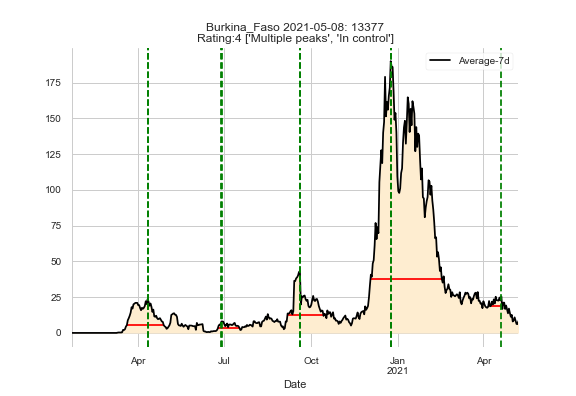 Burkina_Faso 2021-05-08: 13377
Rating:4 ['Multiple peaks', 'In control']
Average-7d
175
150
125
100
75
50
25
0
Apr
Jul
Oct
Jan
2021
Apr
Date